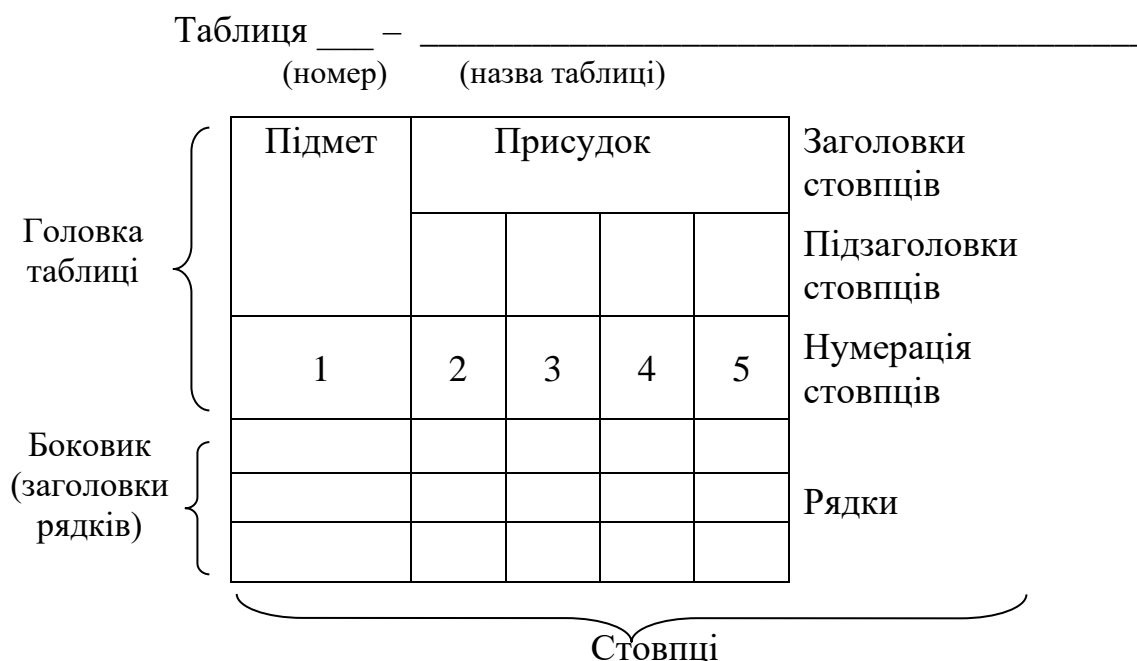 Таблиця ___ – ______________________________________
(номер) (назва таблиці)
Підмет Присудок Заголовки
стовпців
Головка
таблиці
Підзаголовки
стовпців
1 2 3 4 5 Нумерація
стовпців
Боковик
(заголовки
рядків)
Рядки
Стовпці